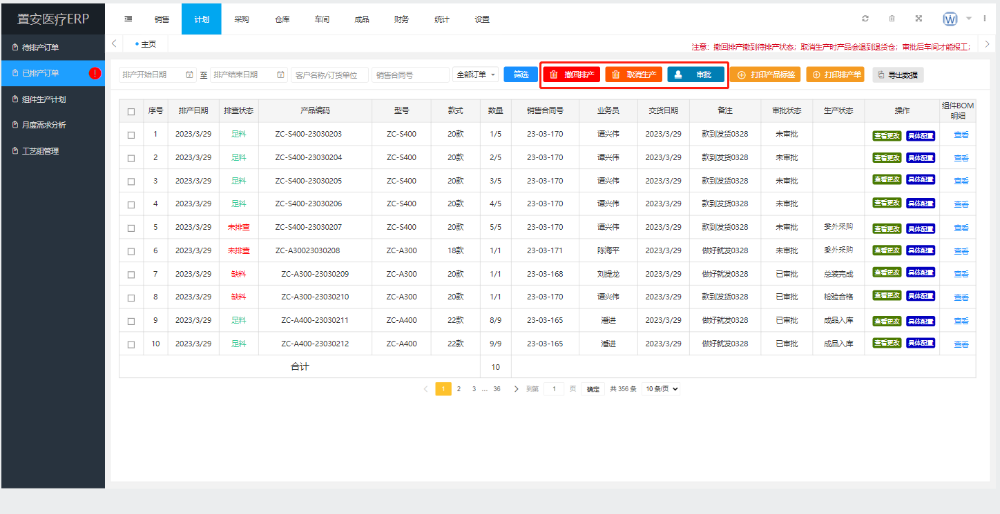 置安医疗ERP
销售 计划 采购 仓库 车间 成品 财务 统计 设置
W
待排产订单
已排产订单 !
组件生产计划
月度需求分析
工艺组管理
主页
注意：撤回排产撤到待排产状态；取消生产时产品会退到退货仓；审批后车间才能报工；
排产开始日期 至 排产结束日期 客户名称/订货单位 销售合同号 全部订单 筛选 撤回排产 取消生产 审批 打印产品标签 打印排产单 导出数据
序号 排产日期 排查状态 产品编码 型号 款式 数量 销售合同号 业务员 交货日期 备注 审批状态 生产状态 操作 组件BOM明细
1 2023/3/29 足料 ZC-S400-23030203 ZC-S400 20款 1/5 23-03-170 谭兴伟 2023/3/29 款到发货0328 未审批 查看更改 具体配置 查看
2 2023/3/29 足料 ZC-S400-23030204 ZC-S400 20款 2/5 23-03-170 谭兴伟 2023/3/29 款到发货0328 未审批 查看更改 具体配置 查看
3 2023/3/29 足料 ZC-S400-23030205 ZC-S400 20款 3/5 23-03-170 谭兴伟 2023/3/29 款到发货0328 未审批 查看更改 具体配置 查看
4 2023/3/29 足料 ZC-S400-23030206 ZC-S400 20款 4/5 23-03-170 谭兴伟 2023/3/29 款到发货0328 未审批 查看更改 具体配置 查看
5 2023/3/29 未排查 ZC-S400-23030207 ZC-S400 20款 5/5 23-03-170 谭兴伟 2023/3/29 款到发货0328 未审批 委外采购 查看更改 具体配置 查看
6 2023/3/29 未排查 ZC-A30023030208 ZC-A300 18款 1/1 23-03-171 陈海平 2023/3/29 做好就发0328 未审批 委外采购 查看更改 具体配置 查看
7 2023/3/29 缺料 ZC-A300-23030209 ZC-A300 20款 1/1 23-03-168 刘提龙 2023/3/29 做好就发0328 已审批 总装完成 查看更改 具体配置 查看
8 2023/3/29 缺料 ZC-A300-23030210 ZC-A300 20款 1/1 23-03-170 谭兴伟 2023/3/29 款到发货0328 已审批 检验合格 查看更改 具体配置 查看
9 2023/3/29 足料 ZC-A400-23030211 ZC-A400 22款 8/9 23-03-165 潘进 2023/3/29 做好就发0328 已审批 成品入库 查看更改 具体配置 查看
10 2023/3/29 足料 ZC-A400-23030212 ZC-A400 22款 9/9 23-03-165 潘进 2023/3/29 做好就发0328 已审批 成品入库 查看更改 具体配置 查看
合计 10
1 2 3 … 36 到第 1 页 确定 共 356 条 10 条/页